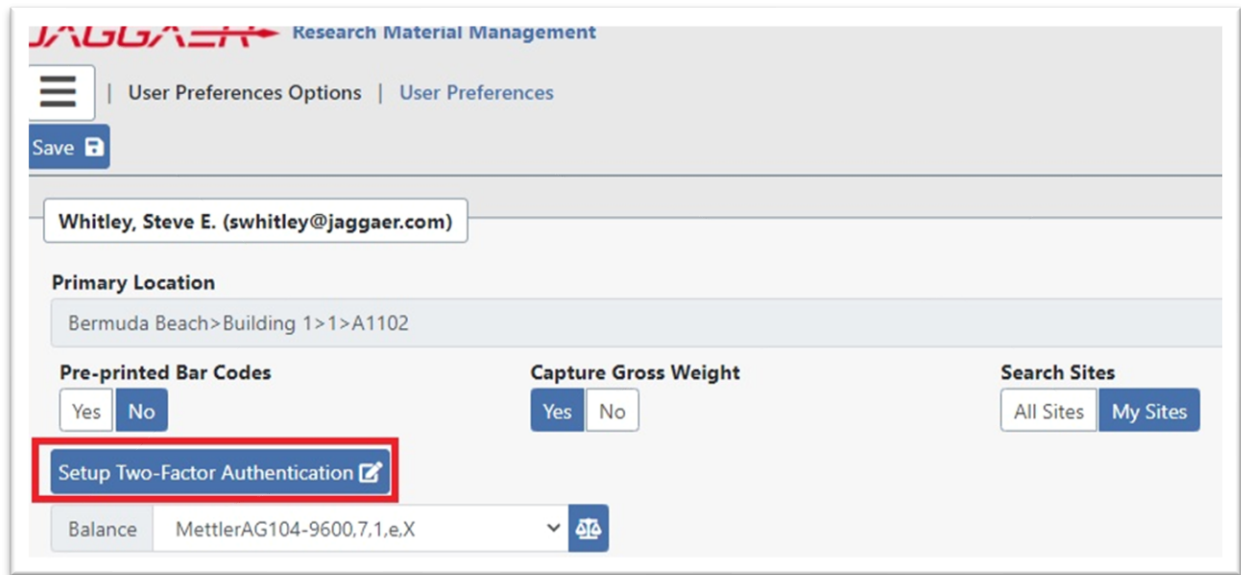 JAGGAER Research Material Management
| User Preferences Options | User Preferences
Save
Whitley, Steve E. (swhitley@jaggaer.com)
Primary Location
Bermuda Beach>Building 1>1>A1102
Pre-printed Bar Codes Capture Gross Weight Search Sites
Yes No Yes No All Sites My Sites
Setup Two-Factor Authentication
Balance MettlerAG104-9600,7,1,e,X